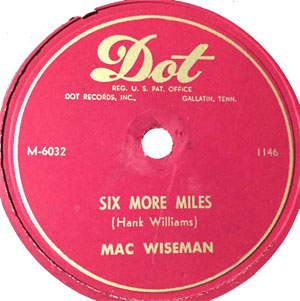 Dot
REG. U. S. PAT. OFFICE
DOT RECORDS, INC., GALLATIN, TENN.
M-6032 1146
SIX MORE MILES
(Hank Williams)
MAC WISEMAN